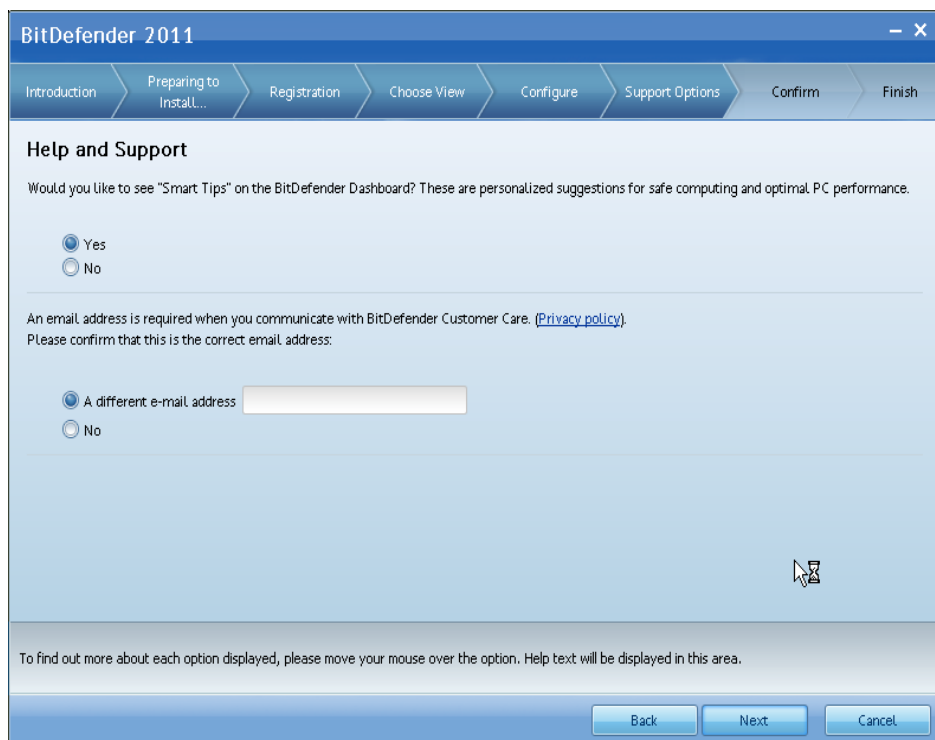 BitDefender 2011
Introduction
Preparing to
Install...
Registration
Choose View
Configure
Support Options
Confirm
Finish
Help and Support
Would you like to see "Smart Tips" on the BitDefender Dashboard? These are personalized suggestions for safe computing and optimal PC performance.
Yes
No
An email address is required when you communicate with BitDefender Customer Care. (Privacy policy).
Please confirm that this is the correct email address:
A different e-mail address
No
To find out more about each option displayed, please move your mouse over the option. Help text will be displayed in this area.
Back
Next
Cancel